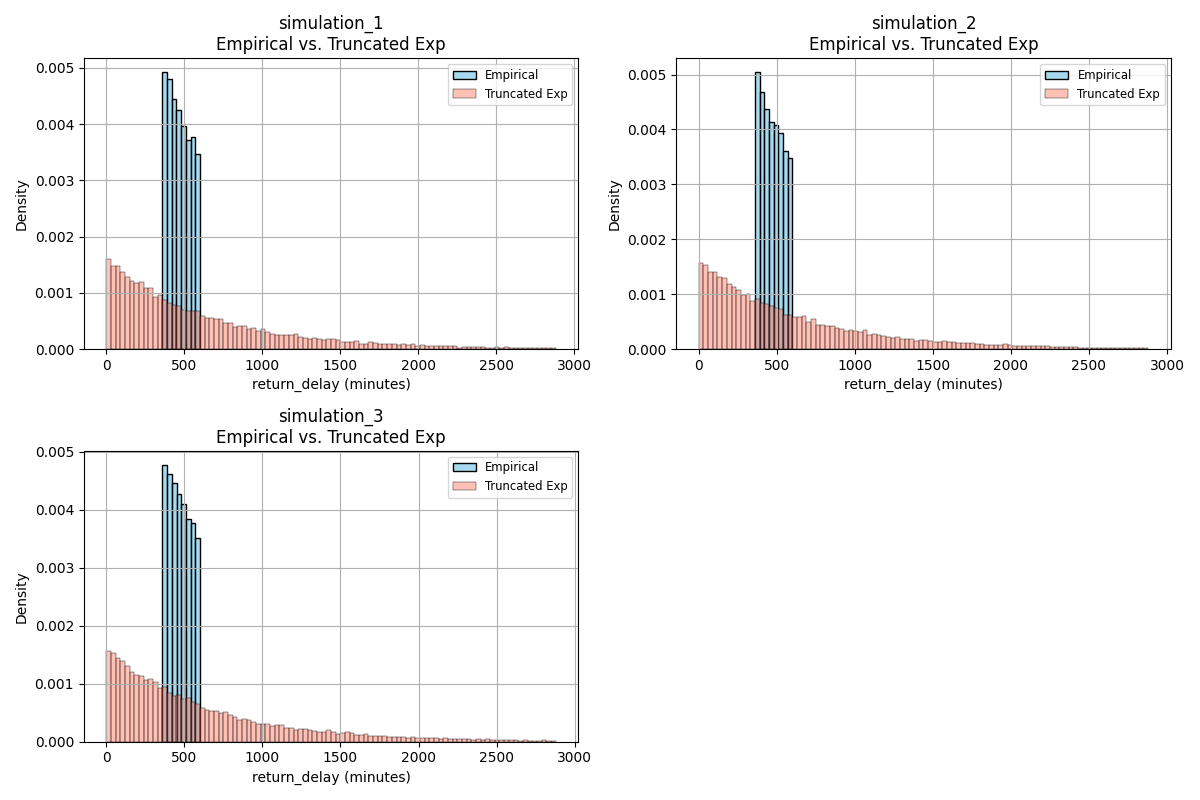 simulation_1
Empirical vs. Truncated Exp
0.005
0.004
0.003
0.002
0.001
0.000
Density
Empirical
Truncated Exp
0
500
1000
1500
2000
2500
3000
return_delay (minutes)
simulation_2
Empirical vs. Truncated Exp
0.005
0.004
0.003
0.002
0.001
0.000
Density
Empirical
Truncated Exp
0
500
1000
1500
2000
2500
3000
return_delay (minutes)
simulation_3
Empirical vs. Truncated Exp
0.005
0.004
0.003
0.002
0.001
0.000
Density
Empirical
Truncated Exp
0
500
1000
1500
2000
2500
3000
return_delay (minutes)